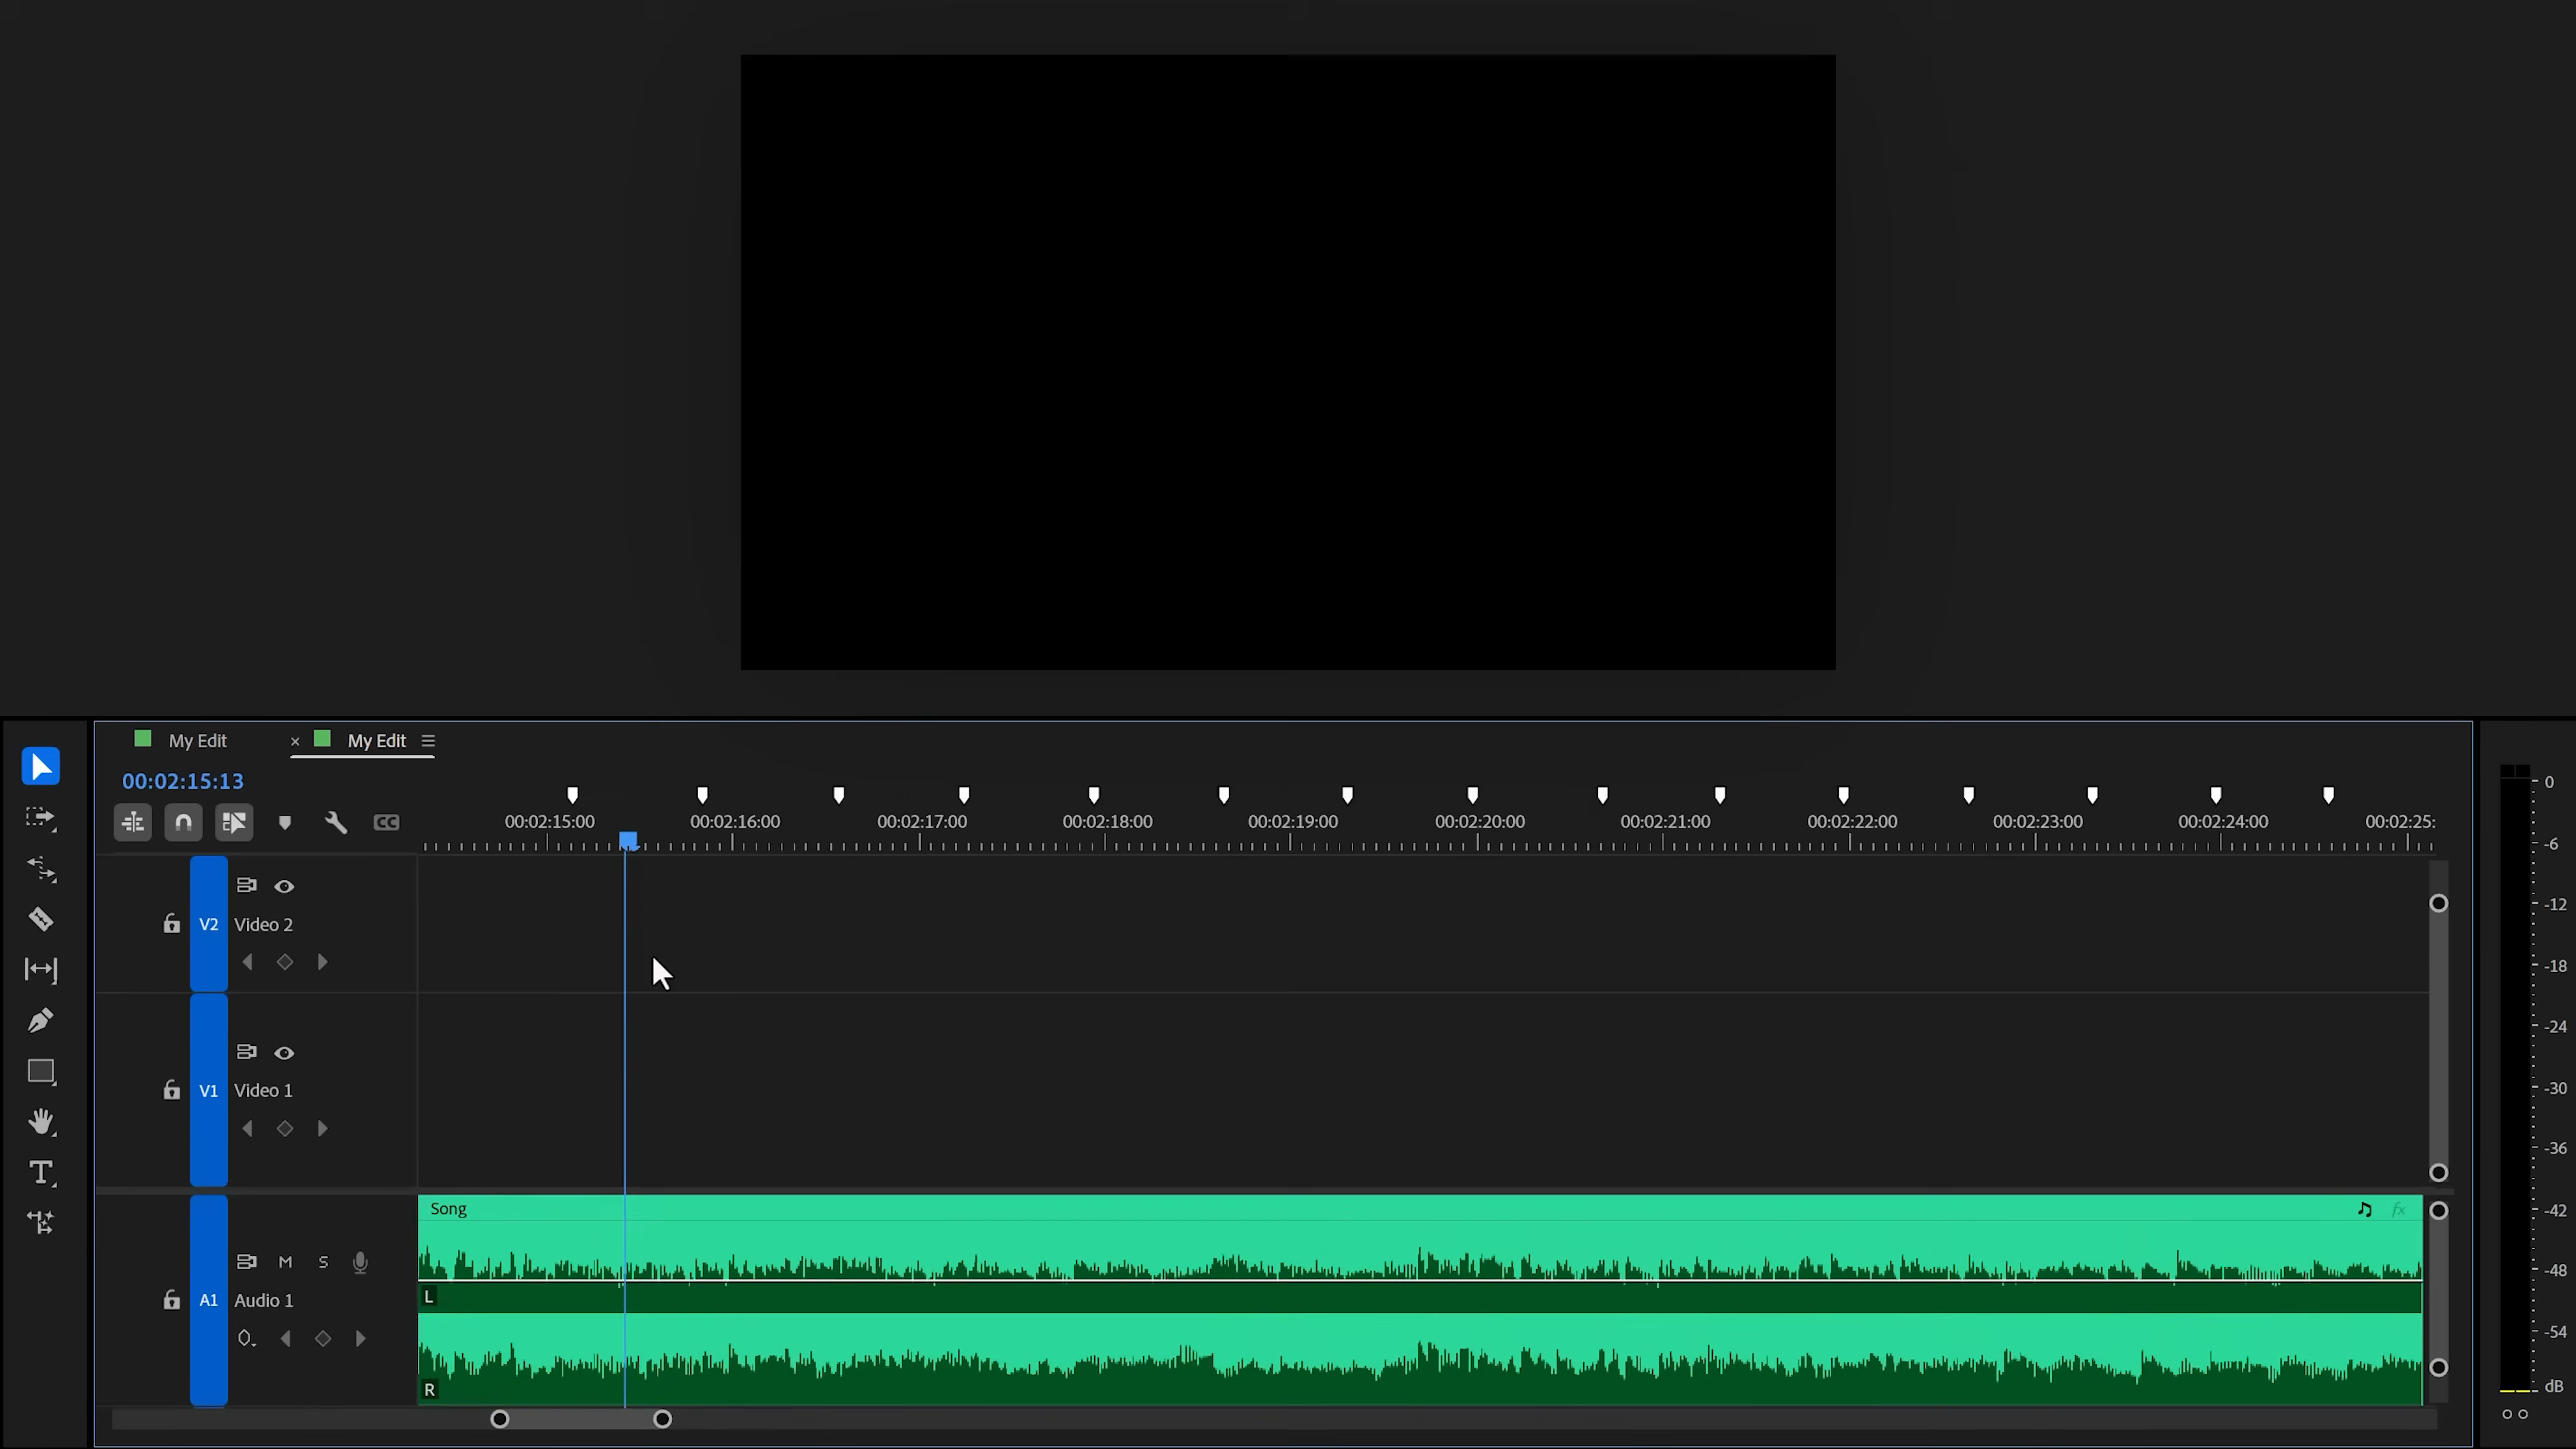 My Edit
× My Edit
00:02:15:13
CC
00:02:15:00 00:02:16:00 00:02:17:00 00:02:18:00 00:02:19:00 00:02:20:00 00:02:21:00 00:02:22:00 00:02:23:00 00:02:24:00 00:02:25:
V2 Video 2
V1 Video 1
T
Song fx
M S
A1 Audio 1
L
R
0
-6
-12
-18
-24
-30
-36
-42
-48
-54
dB